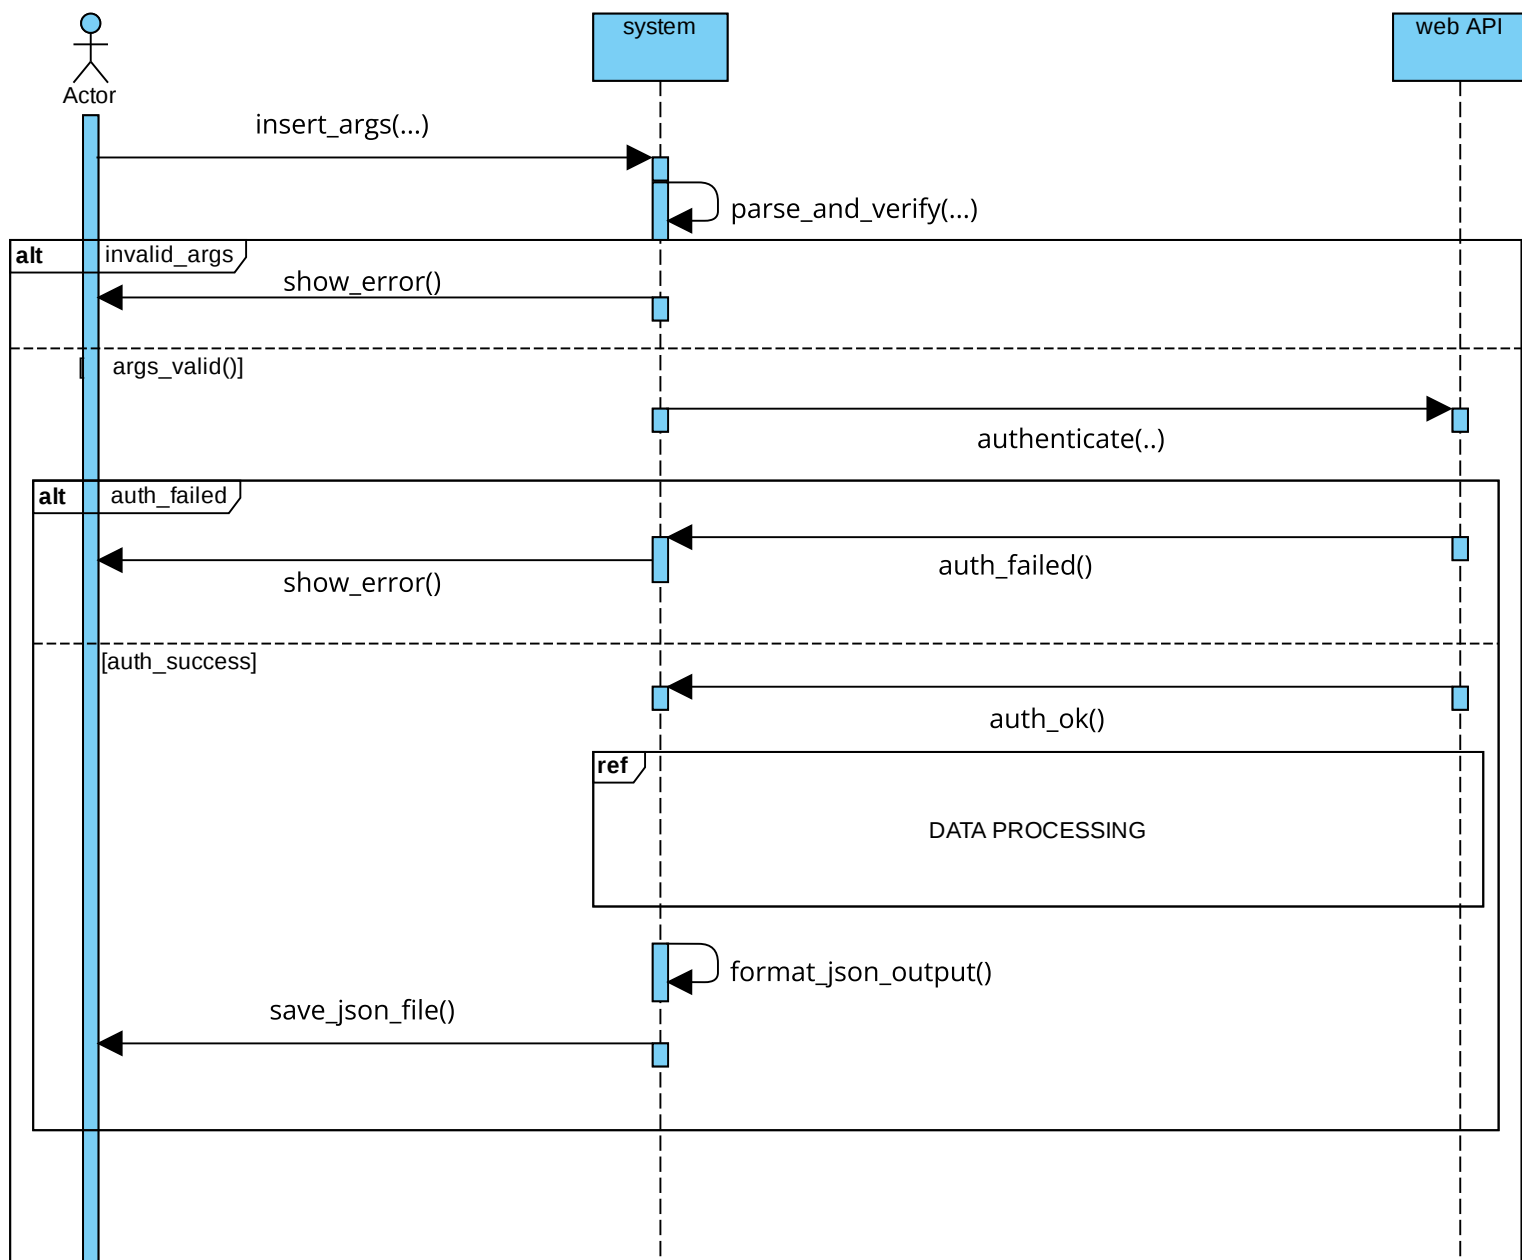 system
web API
Actor
insert_args(...)
parse_and_verify(...)
alt invalid_args
show_error()
[ args_valid()]
authenticate(..)
alt auth_failed
auth_failed()
show_error()
[auth_success]
auth_ok()
ref
DATA PROCESSING
format_json_output()
save_json_file()